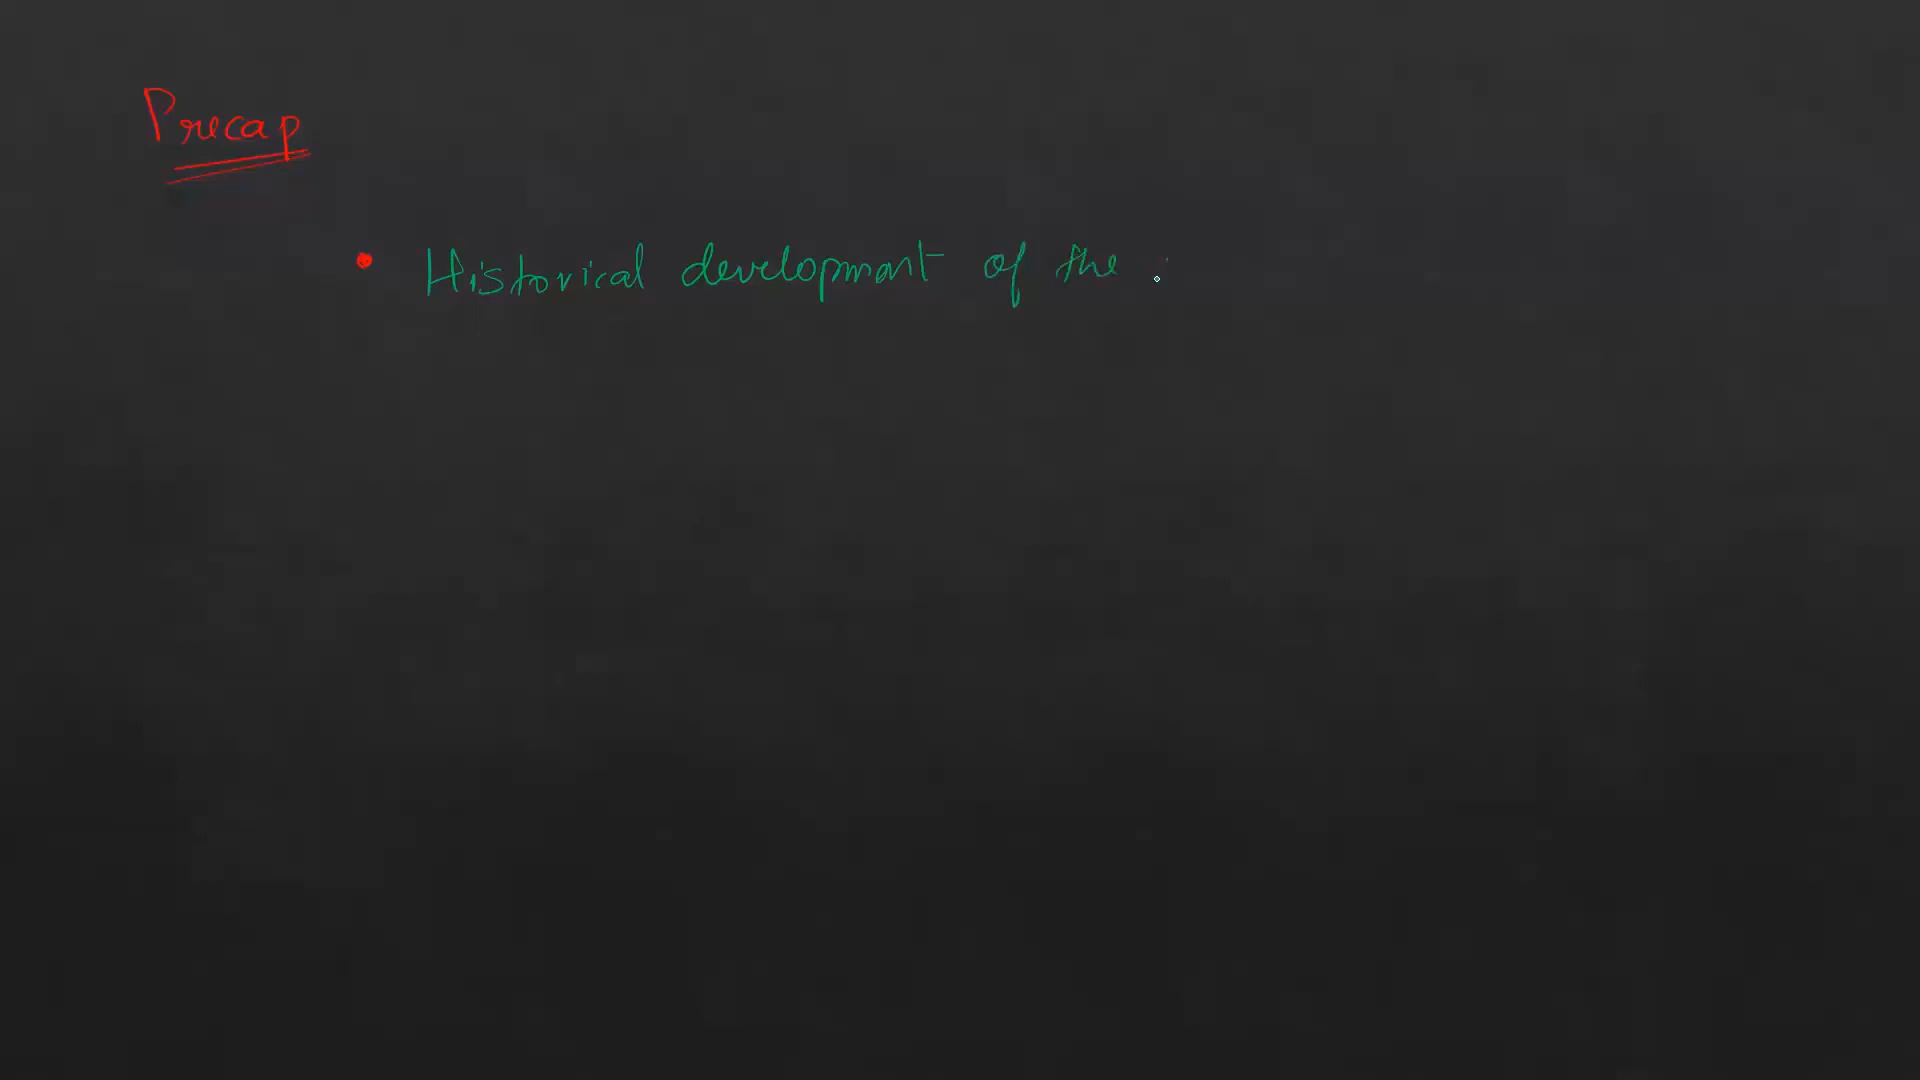 Precap
• Historical development of the